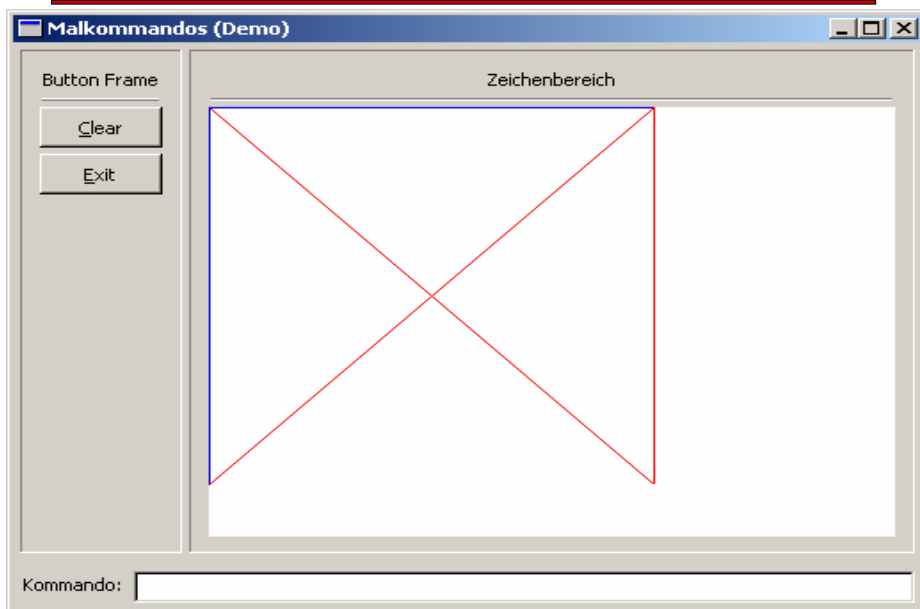 Malkommandos (Demo)
Button Frame
Zeichenbereich
Clear
Exit
Kommando: